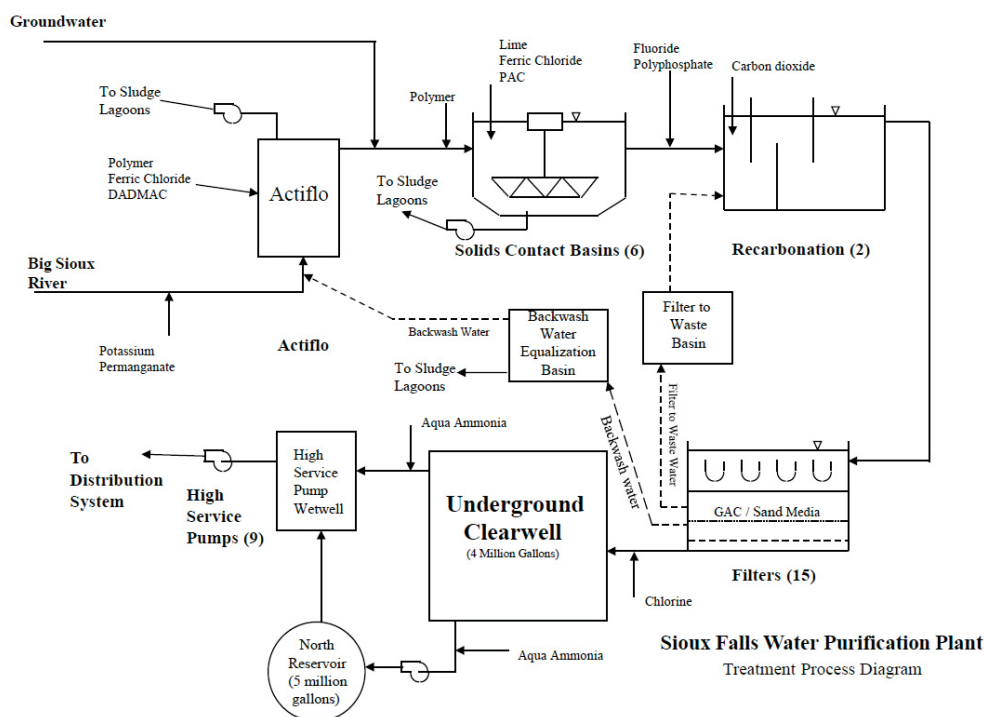 Groundwater
To Sludge
Lagoons
Polymer
Ferric Chloride
DADMAC
Actiflo
Big Sioux
River
Potassium
Permanganate
Actiflo
Polymer
Lime
Ferric Chloride
PAC
To Sludge
Lagoons
Solids Contact Basins (6)
Fluoride
Polyphosphate
Carbon dioxide
Recarbonation (2)
Backwash Water
Backwash
Water
Equalization
Basin
To Sludge
Lagoons
Filter to
Waste
Basin
Filter to Waste Water
Backwash water
GAC / Sand Media
Filters (15)
Chlorine
Underground
Clearwell
(4 Million Gallons)
Aqua Ammonia
High
Service
Pump
Wetwell
To
Distribution
System
High
Service
Pumps (9)
North
Reservoir
(5 million
gallons)
Aqua Ammonia
Sioux Falls Water Purification Plant
Treatment Process Diagram